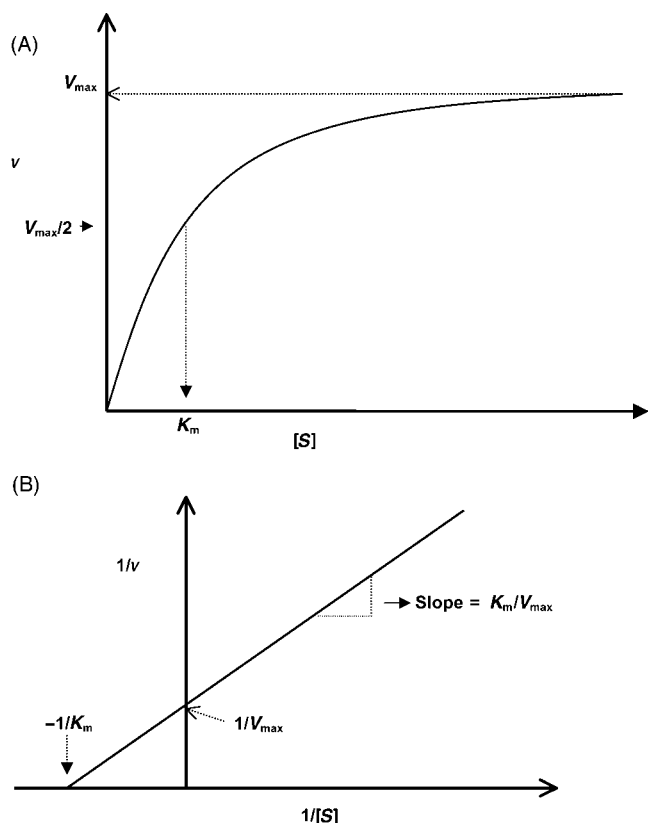 (A)
Vmax
v
Vmax/2
Km
[S]
(B)
1/v
Slope = Km/Vmax
–1/Km
1/Vmax
1/[S]